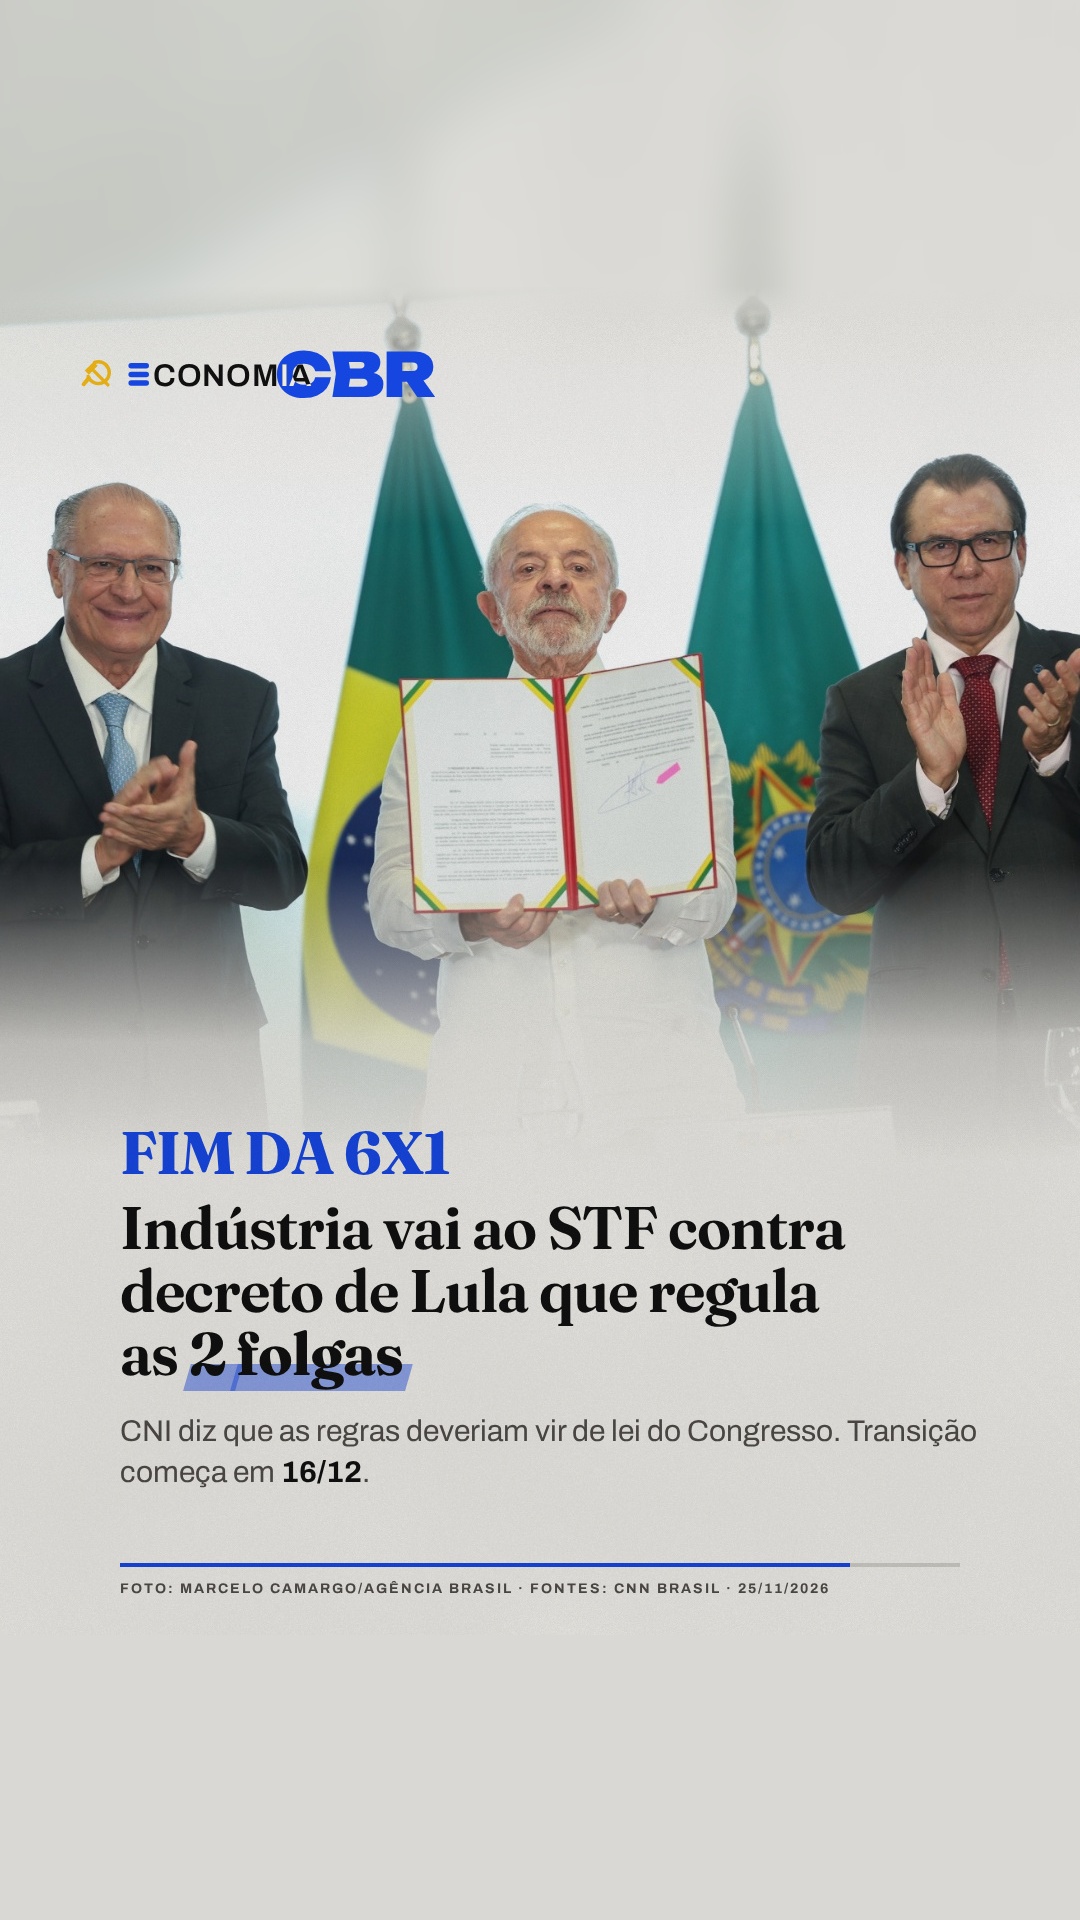 ECONOMIA CBR
FIM DA 6X1
Indústria vai ao STF contra
decreto de Lula que regula
as 2 folgas
CNI diz que as regras deveriam vir de lei do Congresso. Transição
começa em 16/12.
FOTO: MARCELO CAMARGO/AGÊNCIA BRASIL · FONTES: CNN BRASIL · 25/11/2026